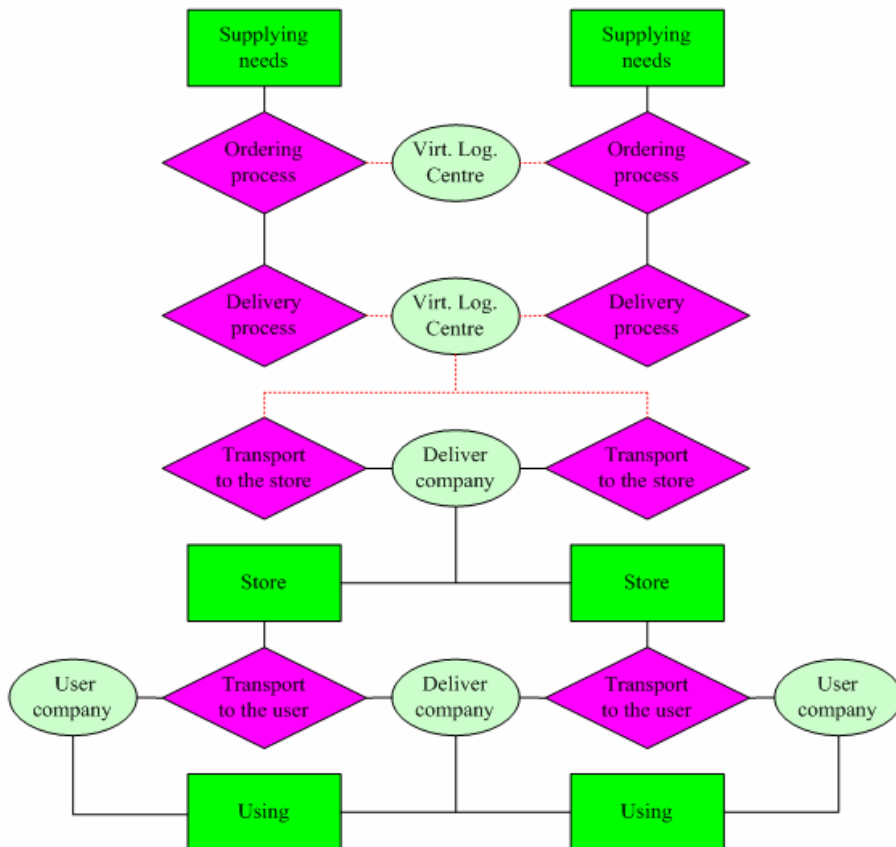 Supplying
needs
Supplying
needs
Ordering
process
Virt. Log.
Centre
Ordering
process
Delivery
process
Virt. Log.
Centre
Delivery
process
Transport
to the store
Deliver
company
Transport
to the store
Store
Store
User
company
Transport
to the user
Deliver
company
Transport
to the user
User
company
Using
Using